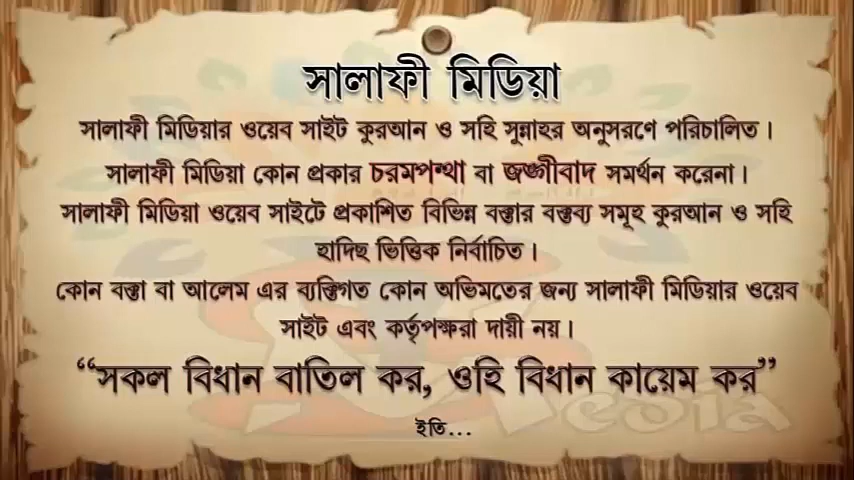 সালাফী মিডিয়া
সালাফী মিডিয়ার ওয়েব সাইট কুরআন ও সহি সুন্নাহর অনুসরণে পরিচালিত।
সালাফী মিডিয়া কোন প্রকার চরমপন্থা বা জঙ্গীবাদ সমর্থন করেনা।
সালাফী মিডিয়া ওয়েব সাইটে প্রকাশিত বিভিন্ন বক্তার বক্তব্য সমূহ কুরআন ও সহি
হাদিছ ভিত্তিক নির্বাচিত।
কোন বক্তা বা আলেম এর ব্যক্তিগত কোন অভিমতের জন্য সালাফী মিডিয়ার ওয়েব
সাইট এবং কর্তৃপক্ষরা দায়ী নয়।
“সকল বিধান বাতিল কর, ওহি বিধান কায়েম কর”
Media
ইতি...